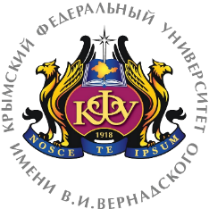 КРЫМСКИЙ ФЕДЕРАЛЬНЫЙ УНИВЕРСИТЕТ
КФУ
1918
NOSCE TE IPSUM
ИМЕНИ В.И.ВЕРНАДСКОГО